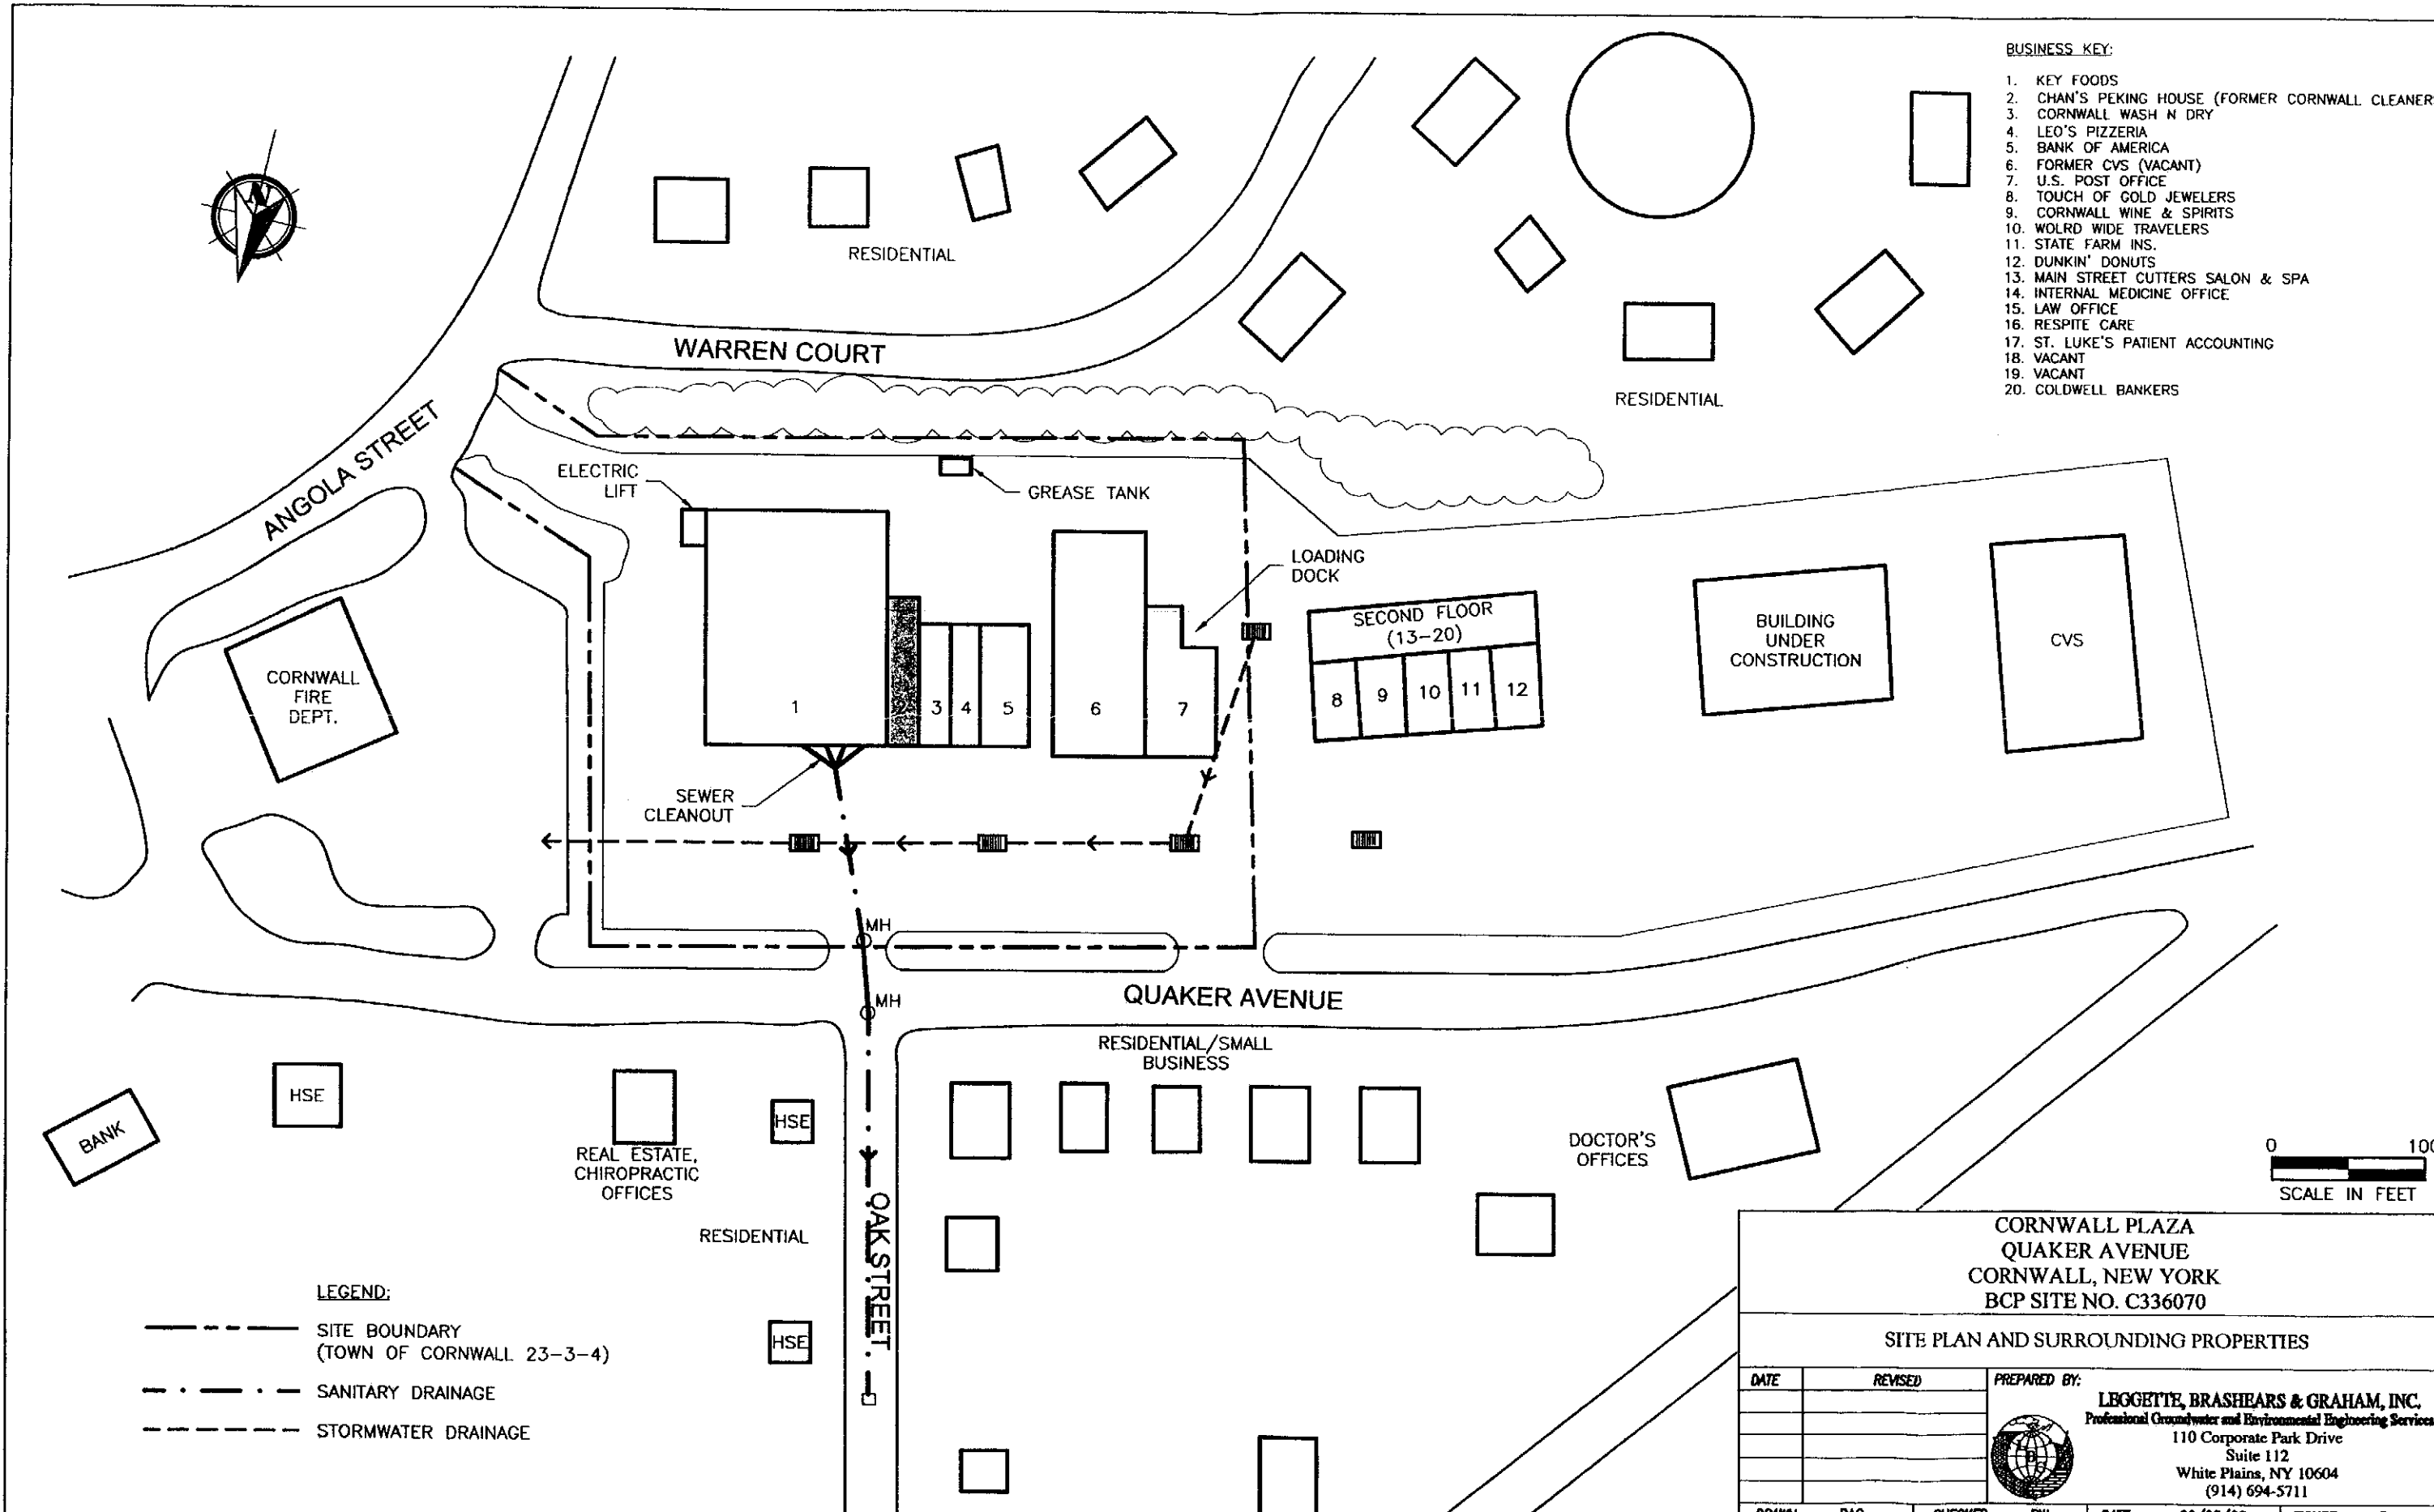 BUSINESS KEY:
1. KEY FOODS
2. CHAN'S PEKING HOUSE (FORMER CORNWALL CLEANER
3. CORNWALL WASH N DRY
4. LEO'S PIZZERIA
5. BANK OF AMERICA
6. FORMER CVS (VACANT)
7. U.S. POST OFFICE
8. TOUCH OF GOLD JEWELERS
9. CORNWALL WINE & SPIRITS
10. WOLRD WIDE TRAVELERS
11. STATE FARM INS.
12. DUNKIN' DONUTS
13. MAIN STREET CUTTERS SALON & SPA
14. INTERNAL MEDICINE OFFICE
15. LAW OFFICE
16. RESPITE CARE
17. ST. LUKE'S PATIENT ACCOUNTING
18. VACANT
19. VACANT
20. COLDWELL BANKERS
N
RESIDENTIAL
WARREN COURT
RESIDENTIAL
ANGOLA STREET
ELECTRIC
LIFT
GREASE TANK
LOADING
DOCK
SECOND FLOOR
(13-20)
BUILDING
UNDER
CONSTRUCTION
CVS
CORNWALL
FIRE
DEPT.
1
2
3
4
5
6
7
8
9
10
11
12
SEWER
CLEANOUT
MH
MH
QUAKER AVENUE
RESIDENTIAL/SMALL
BUSINESS
HSE
BANK
HSE
REAL ESTATE,
CHIROPRACTIC
OFFICES
DOCTOR'S
OFFICES
0 100
SCALE IN FEET
OAK STREET
RESIDENTIAL
HSE
LEGEND:
SITE BOUNDARY
(TOWN OF CORNWALL 23-3-4)
SANITARY DRAINAGE
STORMWATER DRAINAGE
CORNWALL PLAZA
QUAKER AVENUE
CORNWALL, NEW YORK
BCP SITE NO. C336070
SITE PLAN AND SURROUNDING PROPERTIES
DATE REVISED
PREPARED BY:
LEGGETTE, BRASHEARS & GRAHAM, INC.
Professional Groundwater and Environmental Engineering Services
110 Corporate Park Drive
Suite 112
White Plains, NY 10604
(914) 694-5711